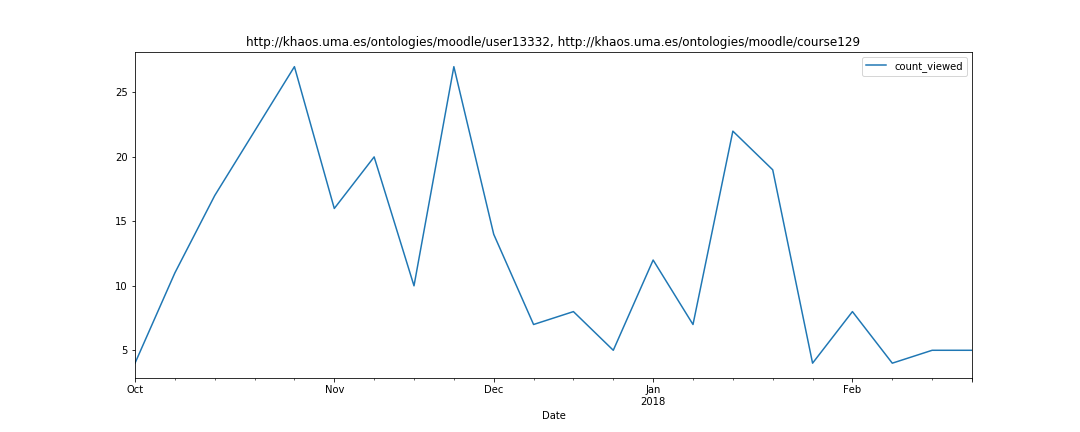 http://khaos.uma.es/ontologies/moodle/user13332, http://khaos.uma.es/ontologies/moodle/course129
count_viewed
25
20
15
10
5
Oct Nov Dec Jan Feb
2018
Date